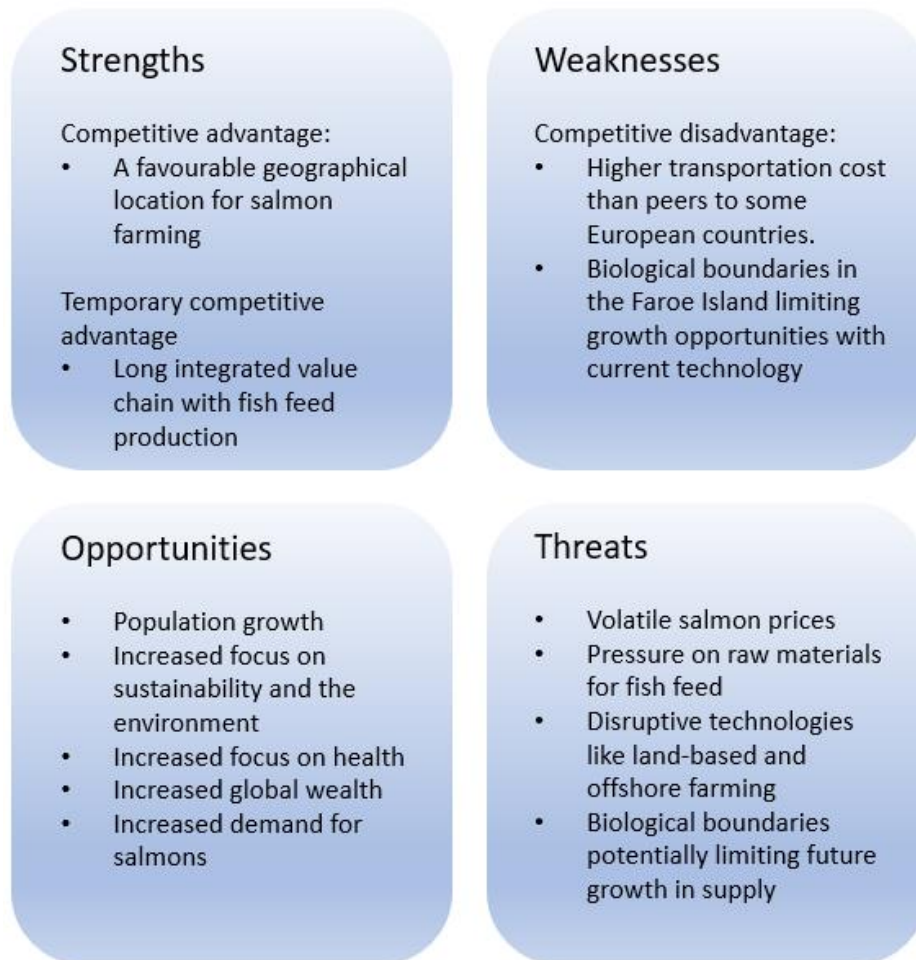 Strengths
Competitive advantage:
• A favourable geographical
location for salmon
farming
Temporary competitive
advantage
• Long integrated value
chain with fish feed
production
Weaknesses
Competitive disadvantage:
• Higher transportation cost
than peers to some
European countries.
• Biological boundaries in
the Faroe Island limiting
growth opportunities with
current technology
Opportunities
• Population growth
• Increased focus on
sustainability and the
environment
• Increased focus on health
• Increased global wealth
• Increased demand for
salmons
Threats
• Volatile salmon prices
• Pressure on raw materials
for fish feed
• Disruptive technologies
like land-based and
offshore farming
• Biological boundaries
potentially limiting future
growth in supply